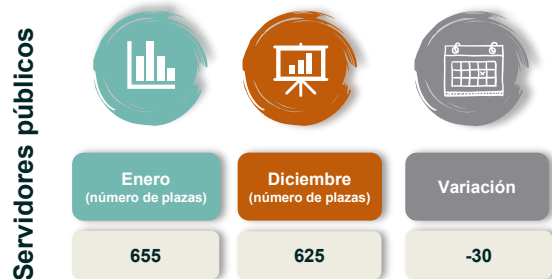 Servidores públicos
Enero
(número de plazas)
Diciembre
(número de plazas)
Variación
655
625
-30